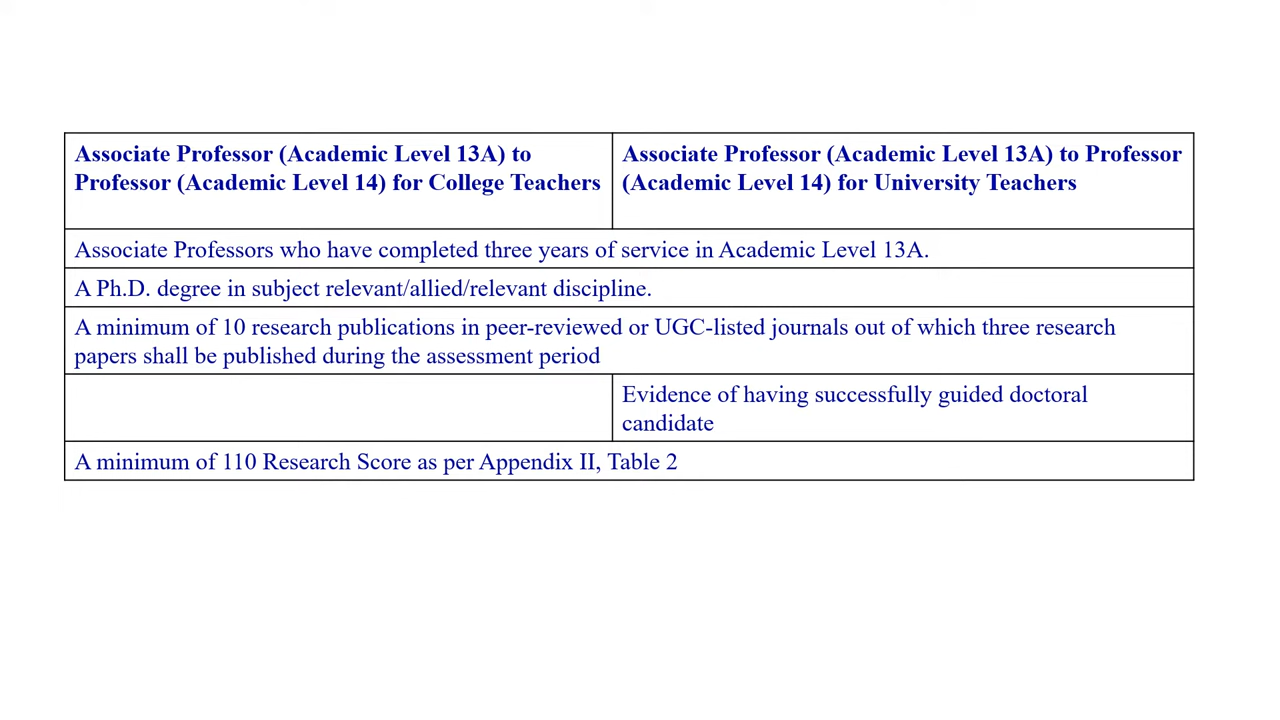 Associate Professor (Academic Level 13A) to
Professor (Academic Level 14) for College Teachers
Associate Professor (Academic Level 13A) to Professor
(Academic Level 14) for University Teachers
Associate Professors who have completed three years of service in Academic Level 13A.
A Ph.D. degree in subject relevant/allied/relevant discipline.
A minimum of 10 research publications in peer-reviewed or UGC-listed journals out of which three research
papers shall be published during the assessment period
Evidence of having successfully guided doctoral
candidate
A minimum of 110 Research Score as per Appendix II, Table 2